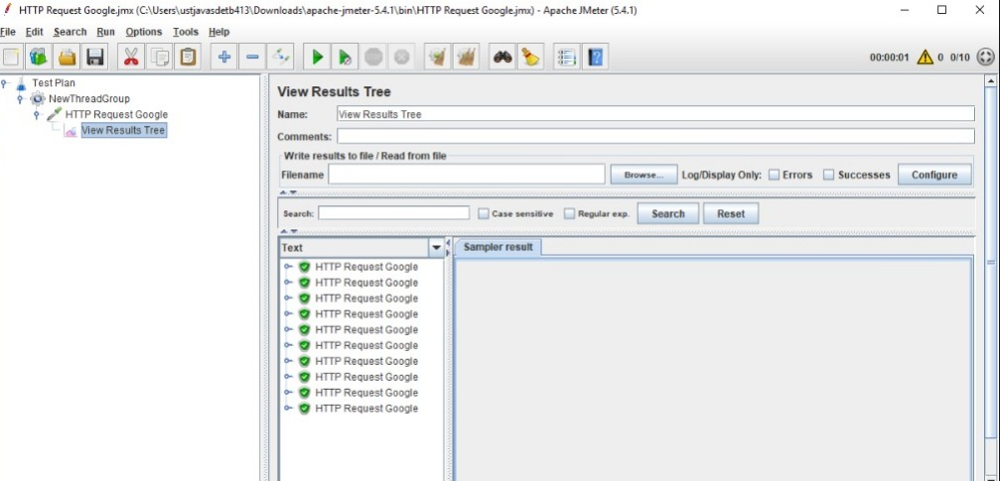 HTTP Request Google.jmx (C:\Users\ustjavasdetb413\Downloads\apache-jmeter-5.4.1\bin\HTTP Request Google.jmx) - Apache JMeter (5.4.1)
File Edit Search Run Options Tools Help
00:00:01 0 0/10
Test Plan
NewThreadGroup
HTTP Request Google
View Results Tree
View Results Tree
Name: View Results Tree
Comments:
Write results to file / Read from file
Filename Browse... Log/Display Only: Errors Successes Configure
Search: Case sensitive Regular exp. Search Reset
Text
HTTP Request Google
HTTP Request Google
HTTP Request Google
HTTP Request Google
HTTP Request Google
HTTP Request Google
HTTP Request Google
HTTP Request Google
HTTP Request Google
HTTP Request Google
Sampler result